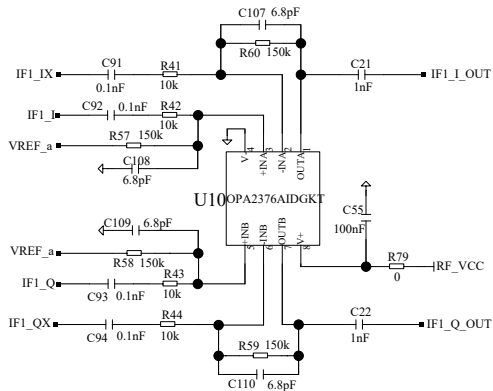 C107 6.8pF
R60 150k
IF1_IX C91 0.1nF R41 10k C21 1nF IF1_I_OUT
IF1_I C92 0.1nF R42 10k
VREF_a R57 150k
C108 6.8pF
V- +INA -INA OUTA
4 3 2 1
U10 OPA2376AIDGKT
C55 100nF
+INB -INB OUTB V+
5 6 7 8
C109 6.8pF
VREF_a R58 150k
R79 0 RF_VCC
IF1_Q C93 0.1nF R43 10k
IF1_QX C94 0.1nF R44 10k C22 1nF IF1_Q_OUT
R59 150k
C110 6.8pF